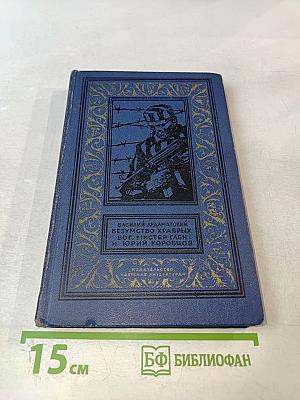 ВАСИЛИЙ АРДАМАТСКИЙ
БЕЗУМСТВО ХРАБРЫХ
БОГ, МИСТЕР ГЛЕН
И ЮРИЙ КОРОБЦОВ
ИЗДАТЕЛЬСТВО
«ДЕТСКАЯ ЛИТЕРАТУРА»
15 см
БФ БИБЛИОФАН